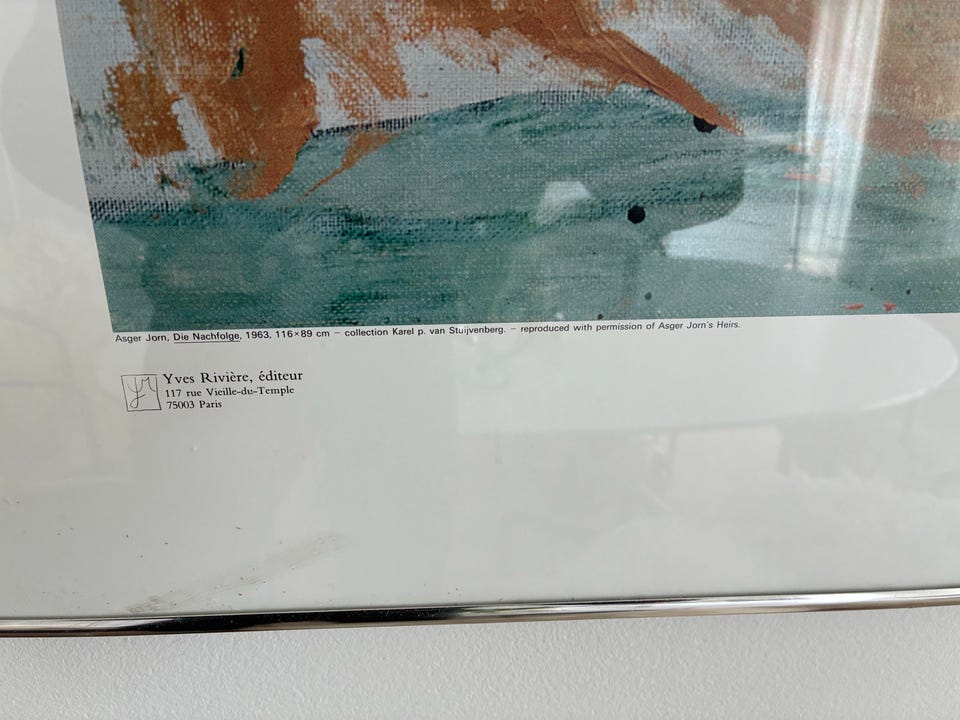 Asger Jorn, Die Nachfolge, 1963, 116×89 cm – collection Karel p. van Stuijvenberg. – reproduced with permission of Asger Jorn's Heirs.
Yves Rivière, éditeur
117 rue Vieille-du-Temple
75003 Paris